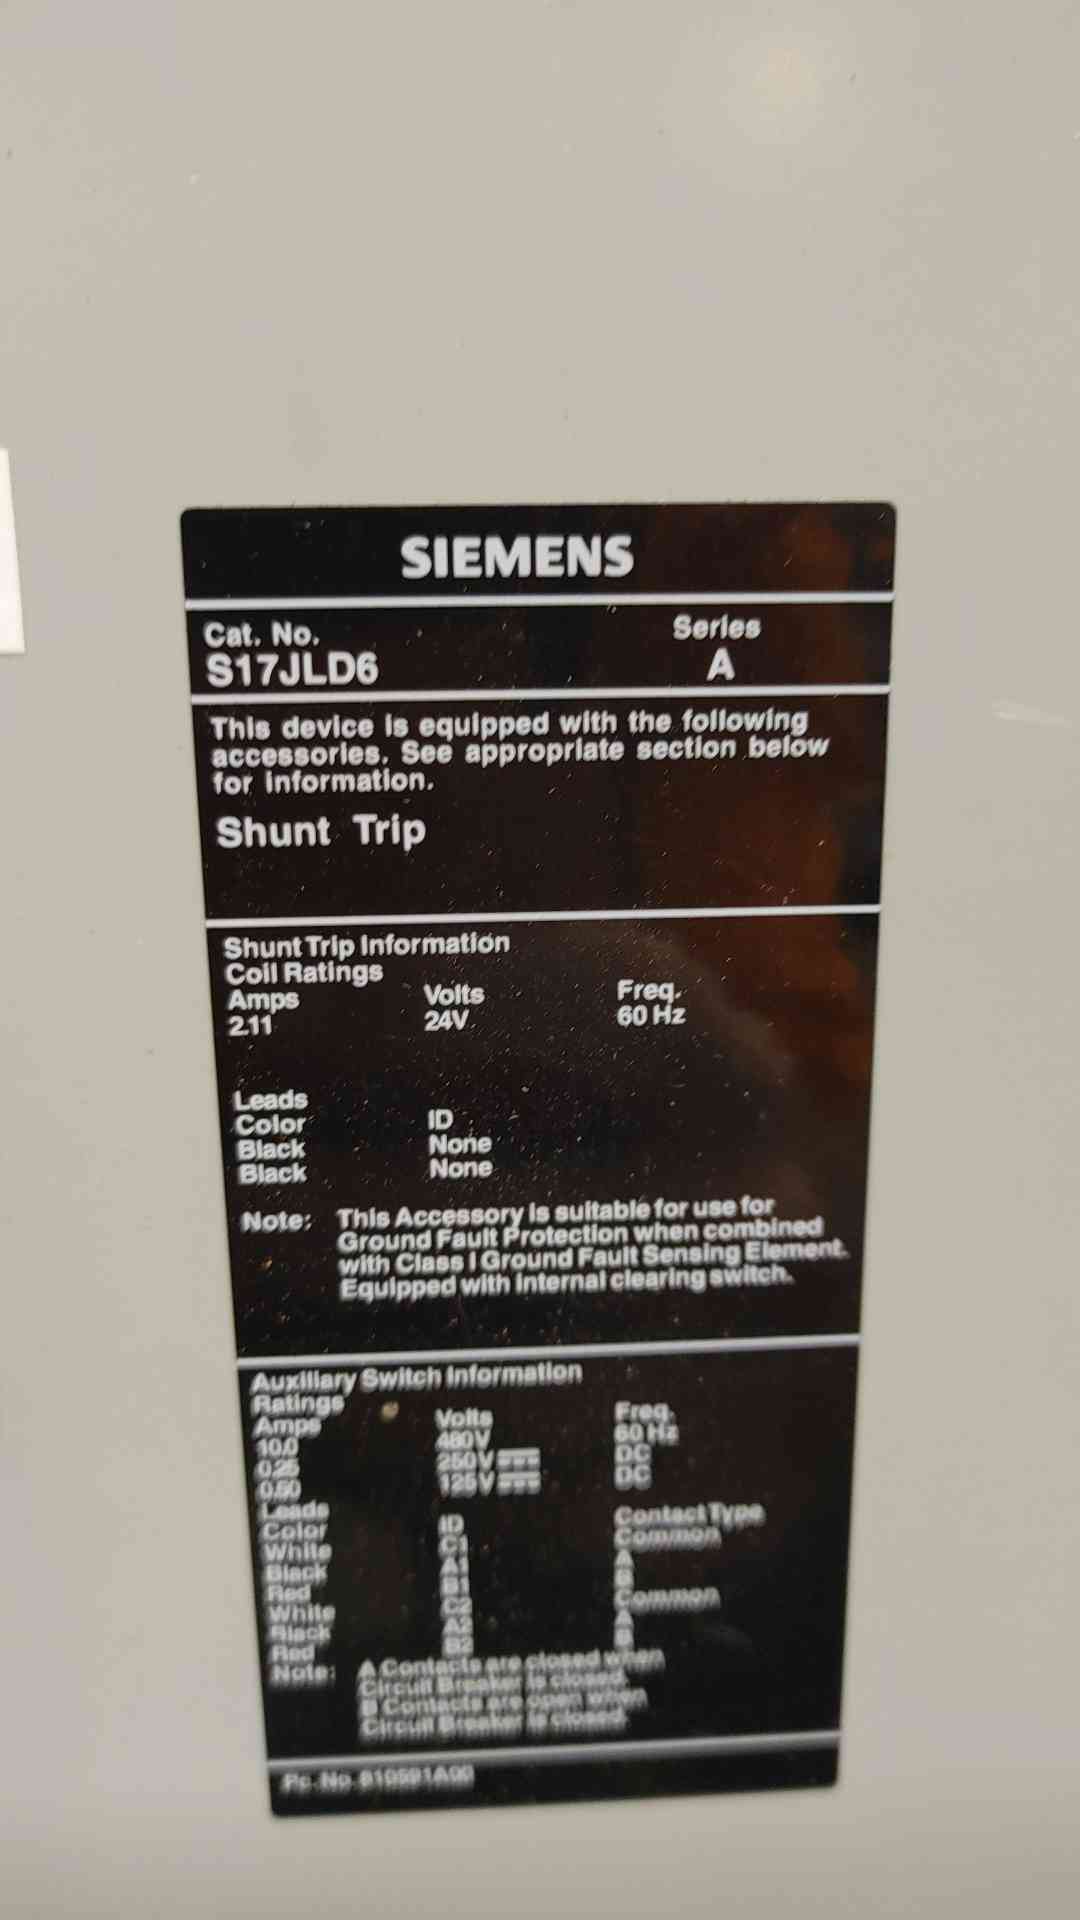 SIEMENS
Cat. No. Series
S17JLD6 A
This device is equipped with the following
accessories. See appropriate section below
for information.
Shunt Trip
Shunt Trip Information
Coil Ratings
Amps Volts Freq.
2.11 24V 60 Hz
Leads
Color ID
Black None
Black None
Note: This Accessory is suitable for use for
Ground Fault Protection when combined
with Class I Ground Fault Sensing Element.
Equipped with internal clearing switch.
Auxiliary Switch Information
Ratings
Amps Volts Freq.
10.0 480V 60 Hz
0.25 250V DC
0.50 125V DC
Leads
Color ID Contact Type
White C1 Common
Black A1 A
Red B1 B
White C2 Common
Black A2 A
Red B2 B
Note: A Contacts are closed when
Circuit Breaker is closed.
B Contacts are open when
Circuit Breaker is closed.
Pc. No.